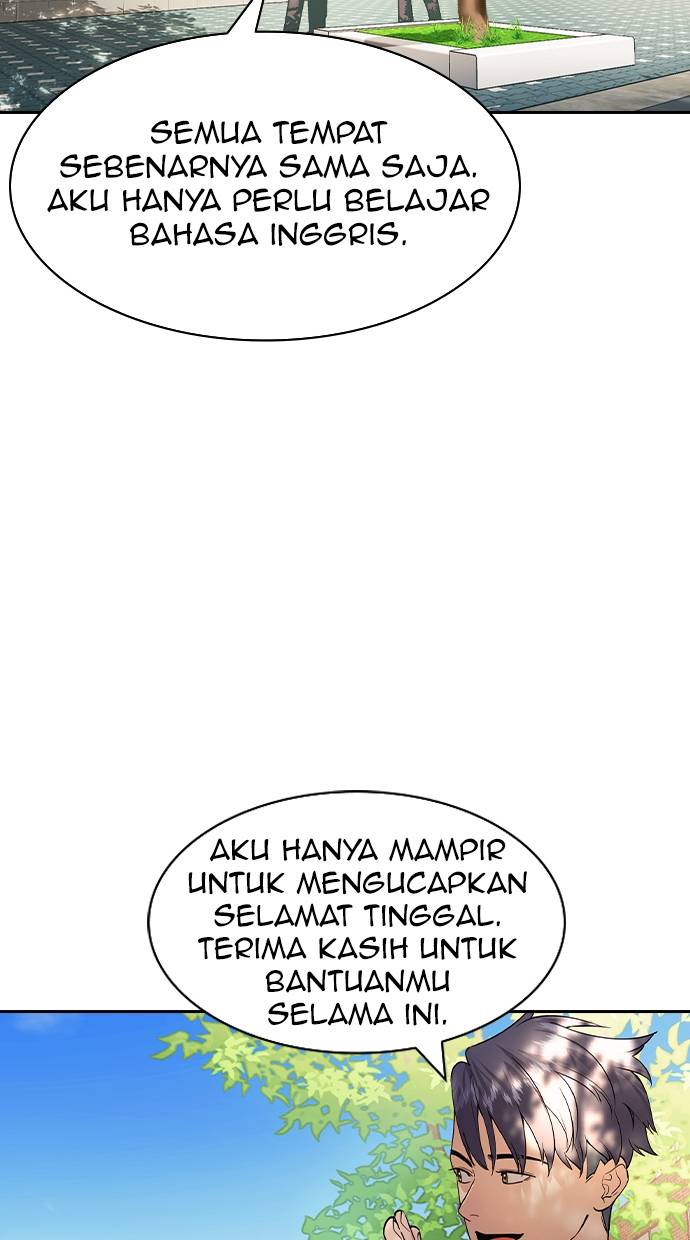 SEMUA TEMPAT
SEBENARNYA SAMA SAJA.
AKU HANYA PERLU BELAJAR
BAHASA INGGRIS.
AKU HANYA MAMPIR
UNTUK MENGUCAPKAN
SELAMAT TINGGAL.
TERIMA KASIH UNTUK
BANTUANMU
SELAMA INI.